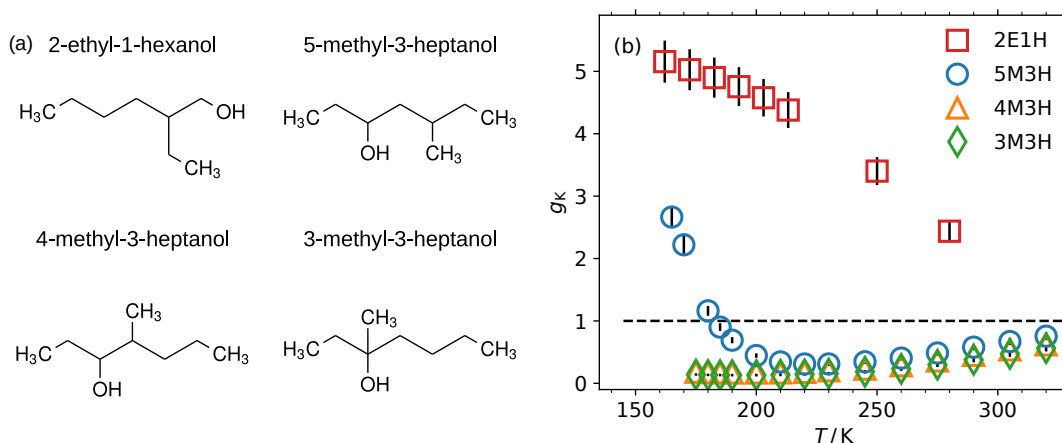 (a)
2-ethyl-1-hexanol
5-methyl-3-heptanol
H₃C
OH
CH₃
H₃C
CH₃
OH
CH₃
4-methyl-3-heptanol
3-methyl-3-heptanol
CH₃
H₃C
CH₃
OH
CH₃
H₃C
CH₃
OH
(b)
2E1H
5M3H
4M3H
3M3H
5
4
3
2
1
0
gK
150 200 250 300
T / K